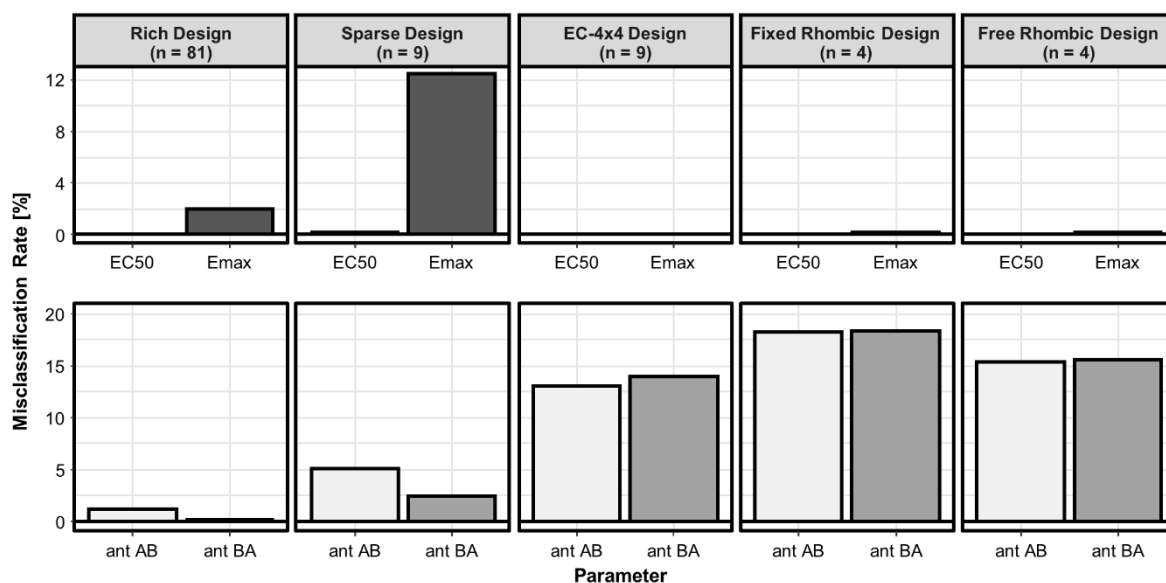 Rich Design
(n = 81)
Sparse Design
(n = 9)
EC-4x4 Design
(n = 9)
Fixed Rhombic Design
(n = 4)
Free Rhombic Design
(n = 4)
Misclassification Rate [%]
12
8
4
0
EC50 Emax EC50 Emax EC50 Emax EC50 Emax EC50 Emax
20
15
10
5
0
ant AB ant BA ant AB ant BA ant AB ant BA ant AB ant BA ant AB ant BA
Parameter